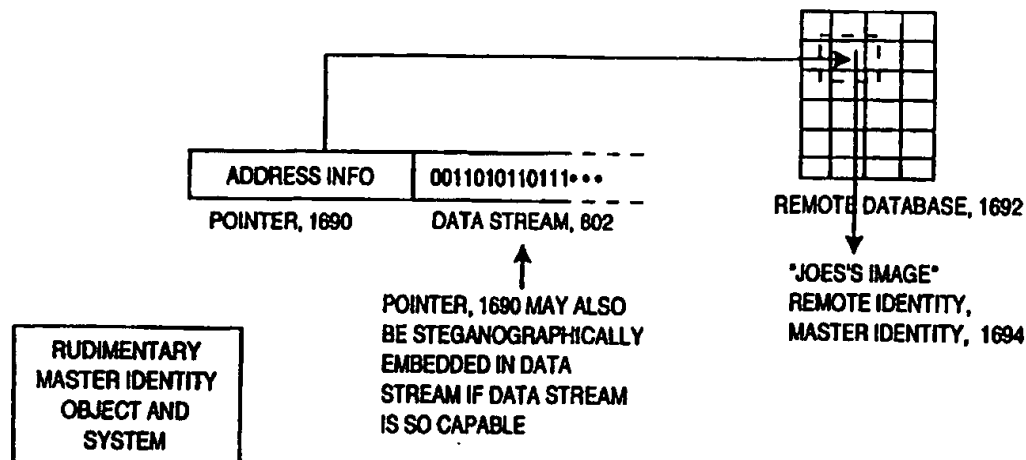 ADDRESS INFO
0011010110111•••
POINTER, 1690
DATA STREAM, 602
REMOTE DATABASE, 1692
"JOES'S IMAGE"
REMOTE IDENTITY,
MASTER IDENTITY, 1694
POINTER, 1690 MAY ALSO
BE STEGANOGRAPHICALLY
EMBEDDED IN DATA
STREAM IF DATA STREAM
IS SO CAPABLE
RUDIMENTARY
MASTER IDENTITY
OBJECT AND
SYSTEM